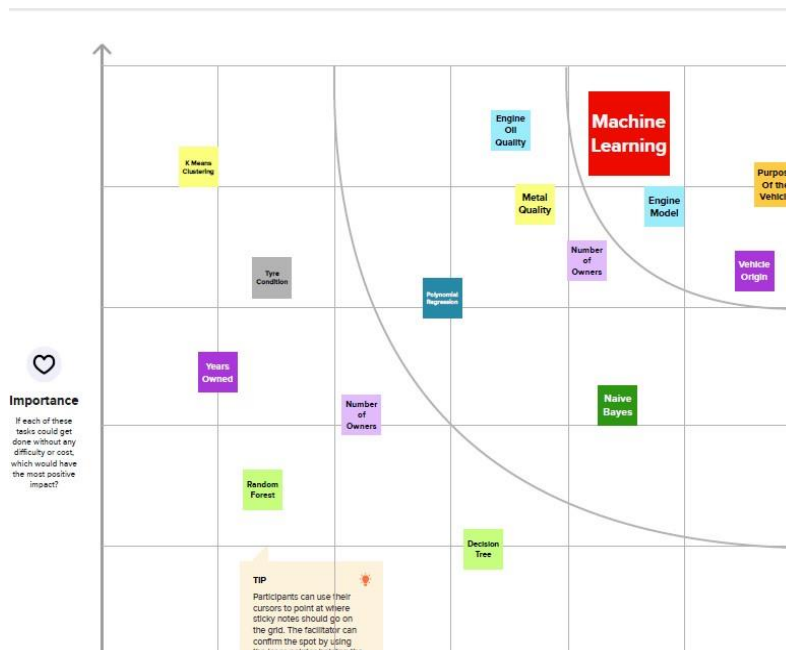 Machine
Learning
Engine
Oil
Quality
K Means
Clustering
Purpos
Of the
Vehicl
Metal
Quality
Engine
Model
Number
of
Owners
Vehicle
Origin
Tyre
Condition
Polynomial
Regression
Years
Owned
Importance
If each of these
tasks could get
done without any
difficulty or cost,
which would have
the most positive
impact?
Number
of
Owners
Naive
Bayes
Random
Forest
Decision
Tree
TIP
Participants can use their
cursors to point at where
sticky notes should go on
the grid. The facilitator can
confirm the spot by using